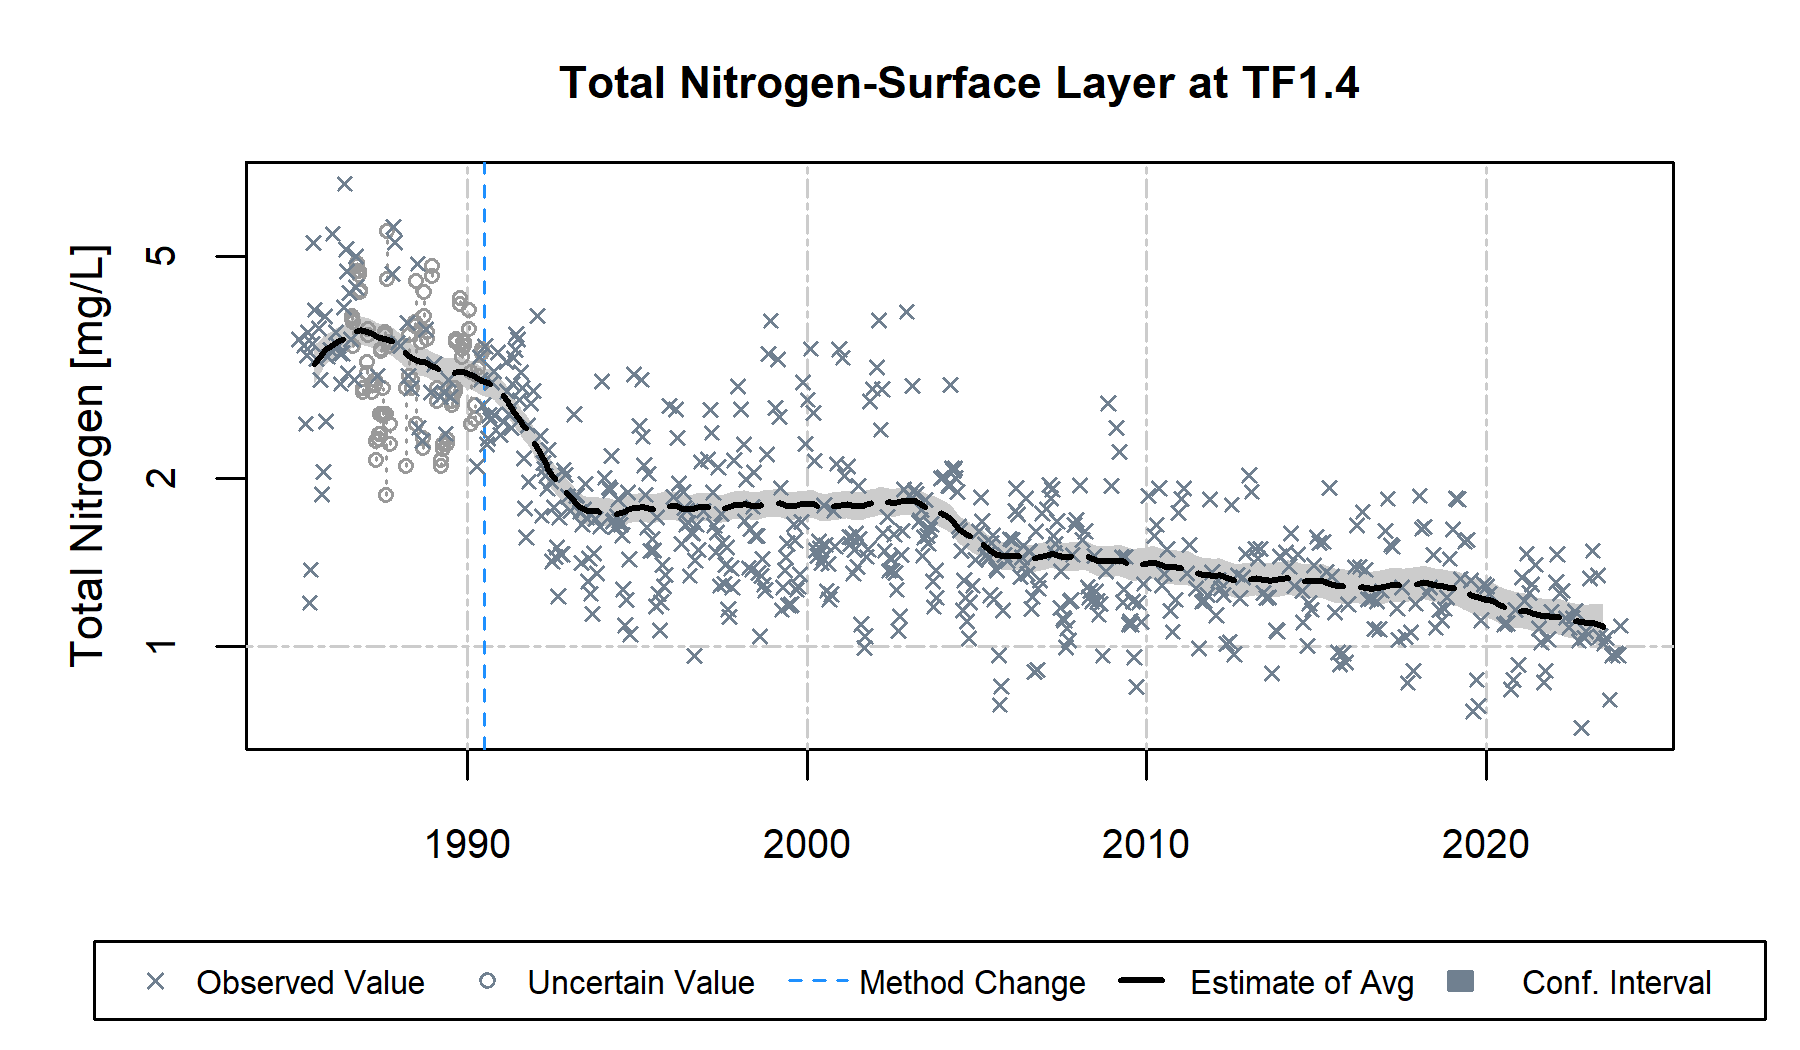 Total Nitrogen-Surface Layer at TF1.4
Total Nitrogen [mg/L]
5
2
1
1990 2000 2010 2020
Observed Value Uncertain Value Method Change Estimate of Avg Conf. Interval